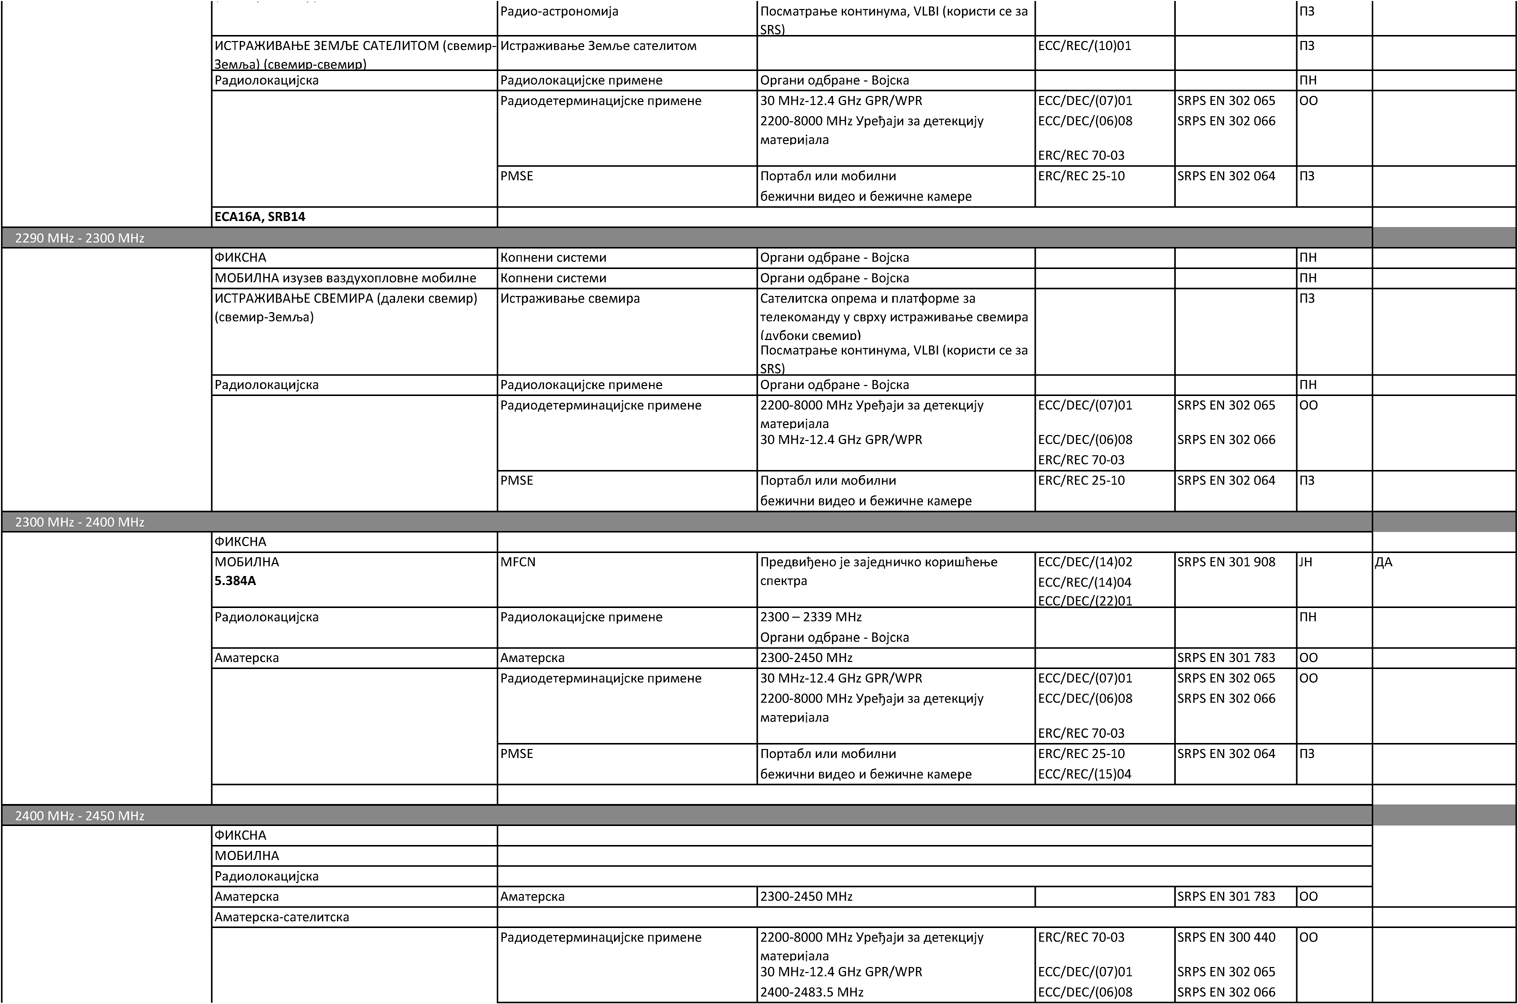 Радио-астрономија Посматрање континума, VLBI (користи се за ПЗ
SRS)
ИСТРАЖИВАЊЕ ЗЕМЉЕ САТЕЛИТОМ (свемир- Истраживање Земље сателитом ECC/REC/(10)01 ПЗ
Земља) (свемир-свемир)
Радиолокацијска Радиолокацијске примене Органи одбране - Војска ПН
Радиодетерминацијске примене 30 MHz-12.4 GHz GPR/WPR ECC/DEC/(07)01 SRPS EN 302 065 ОО
2200-8000 MHz Уређаји за детекцију ECC/DEC/(06)08 SRPS EN 302 066
материјала
ERC/REC 70-03
PMSE Портабл или мобилни ERC/REC 25-10 SRPS EN 302 064 ПЗ
бежични видео и бежичне камере
ECA16A, SRB14
2290 MHz - 2300 MHz
ФИКСНА Копнени системи Органи одбране - Војска ПН
МОБИЛНА изузев ваздухопловне мобилне Копнени системи Органи одбране - Војска ПН
ИСТРАЖИВАЊЕ СВЕМИРА (далеки свемир) Истраживање свемира Сателитска опрема и платформе за ПЗ
(свемир-Земља) телекоманду у сврху истраживање свемира
(дубоки свемир)
Посматрање континума, VLBI (користи се за
SRS)
Радиолокацијска Радиолокацијске примене Органи одбране - Војска ПН
Радиодетерминацијске примене 2200-8000 MHz Уређаји за детекцију ECC/DEC/(07)01 SRPS EN 302 065 ОО
материјала
30 MHz-12.4 GHz GPR/WPR ECC/DEC/(06)08 SRPS EN 302 066
ERC/REC 70-03
PMSE Портабл или мобилни ERC/REC 25-10 SRPS EN 302 064 ПЗ
бежични видео и бежичне камере
2300 MHz - 2400 MHz
ФИКСНА
МОБИЛНА MFCN Предвиђено је заједничко коришћење ECC/DEC/(14)02 SRPS EN 301 908 ЈН ДА
5.384A спектра ECC/REC/(14)04
ECC/DEC/(22)01
Радиолокацијска Радиолокацијске примене 2300 – 2339 MHz ПН
Органи одбране - Војска
Аматерска Аматерска 2300-2450 MHz SRPS EN 301 783 ОО
Радиодетерминацијске примене 30 MHz-12.4 GHz GPR/WPR ECC/DEC/(07)01 SRPS EN 302 065 ОО
2200-8000 MHz Уређаји за детекцију ECC/DEC/(06)08 SRPS EN 302 066
материјала
ERC/REC 70-03
PMSE Портабл или мобилни ERC/REC 25-10 SRPS EN 302 064 ПЗ
бежични видео и бежичне камере ECC/REC/(15)04
2400 MHz - 2450 MHz
ФИКСНА
МОБИЛНА
Радиолокацијска
Аматерска Аматерска 2300-2450 MHz SRPS EN 301 783 ОО
Аматерска-сателитска
Радиодетерминацијске примене 2200-8000 MHz Уређаји за детекцију ERC/REC 70-03 SRPS EN 300 440 ОО
материјала
30 MHz-12.4 GHz GPR/WPR ECC/DEC/(07)01 SRPS EN 302 065
2400-2483.5 MHz ECC/DEC/(06)08 SRPS EN 302 066